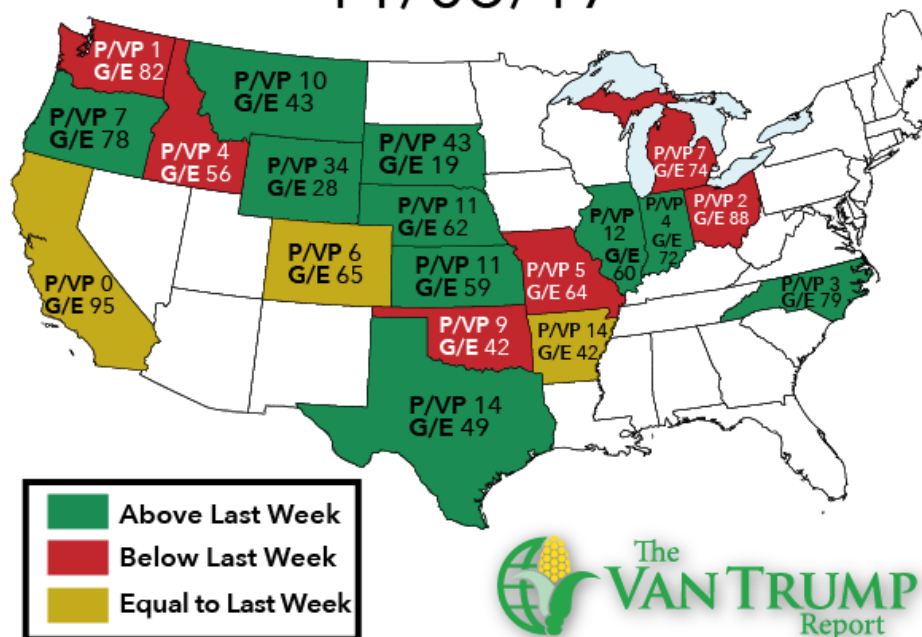 P/VP 1
G/E 82
P/VP 10
G/E 43
P/VP 7
G/E 78
P/VP 4
G/E 56
P/VP 34
G/E 28
P/VP 43
G/E 19
P/VP 11
G/E 62
P/VP 6
G/E 65
P/VP 11
G/E 59
P/VP 0
G/E 95
P/VP 5
G/E 64
P/VP
12
G/E
60
P/VP
4
G/E
72
P/VP 7
G/E 74
P/VP 2
G/E 88
P/VP 3
G/E 79
P/VP 9
G/E 42
P/VP 14
G/E 42
P/VP 14
G/E 49
Above Last Week
Below Last Week
Equal to Last Week
The
VAN TRUMP
Report